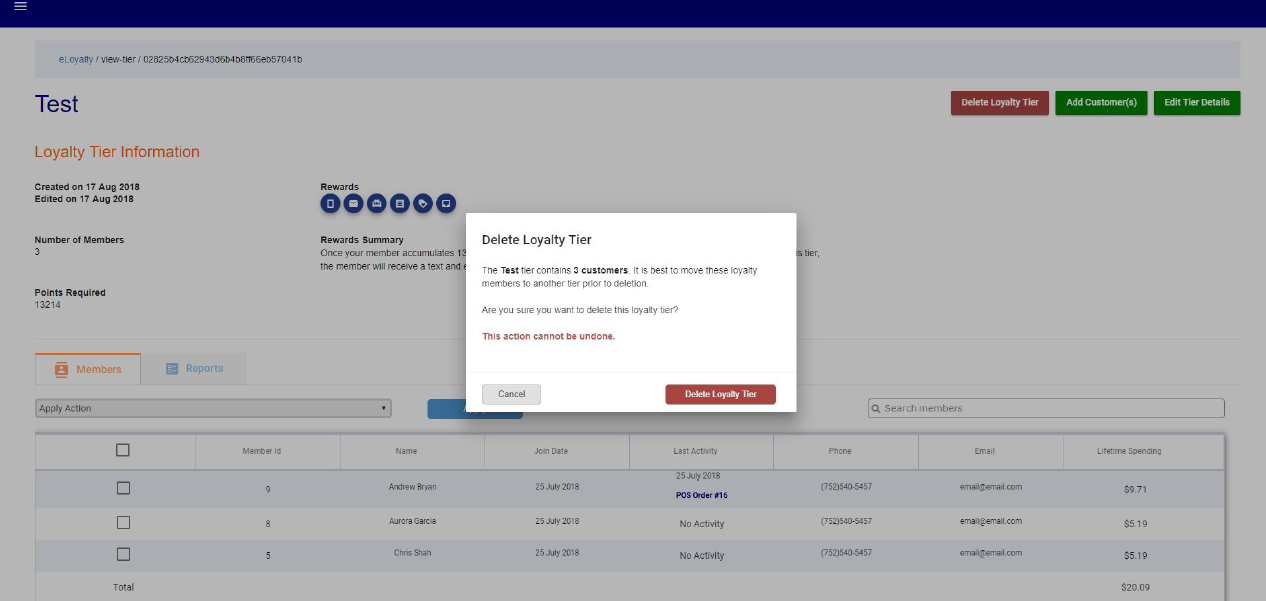 eLoyalty / view-tier / 02825b4cb62943d6b4b8ff66eb57041b
Test
Delete Loyalty Tier
Add Customer(s)
Edit Tier Details
Loyalty Tier Information
Created on 17 Aug 2018
Edited on 17 Aug 2018
Rewards
Number of Members
3
Rewards Summary
Once your member accumulates 13
is tier,
the member will receive a text and
Points Required
13214
Delete Loyalty Tier
The Test tier contains 3 customers. It is best to move these loyalty
members to another tier prior to deletion.
Are you sure you want to delete this loyalty tier?
This action cannot be undone.
Cancel
Delete Loyalty Tier
Members
Reports
Apply Action
Search members
Member Id Name Join Date Last Activity Phone Email Lifetime Spending
9 Andrew Bryan 25 July 2018 25 July 2018 (752)540-5457 email@email.com $9.71
POS Order #16
8 Aurora Garcia 25 July 2018 No Activity (752)540-5457 email@email.com $5.19
5 Chris Shah 25 July 2018 No Activity (752)540-5457 email@email.com $5.19
Total $20.09